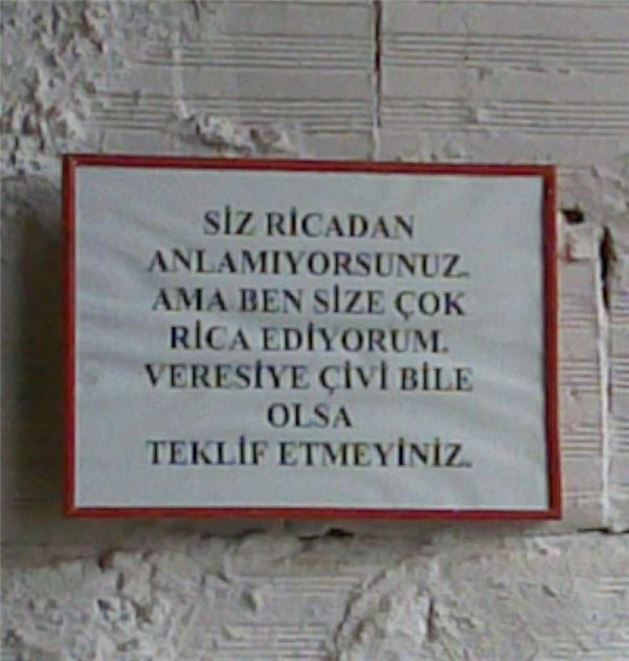 SİZ RİCADAN
ANLAMIYORSUNUZ.
AMA BEN SİZE ÇOK
RİCA EDİYORUM.
VERESİYE ÇİVİ BİLE
OLSA
TEKLİF ETMEYİNİZ.